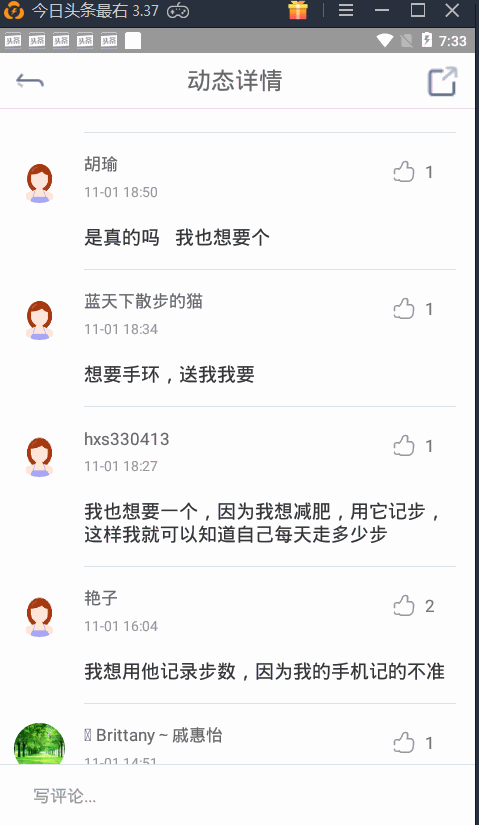 今日头条最右 3.37
头条 头条 头条 头条 头条 7:33
动态详情
胡瑜 1
11-01 18:50
是真的吗 我也想要个
蓝天下散步的猫 1
11-01 18:34
想要手环，送我我要
hxs330413 1
11-01 18:27
我也想要一个，因为我想减肥，用它记步，
这样我就可以知道自己每天走多少步
艳子 2
11-01 16:04
我想用他记录步数，因为我的手机记的不准
Brittany ~ 戚惠怡 1
11-01 14:51
写评论...